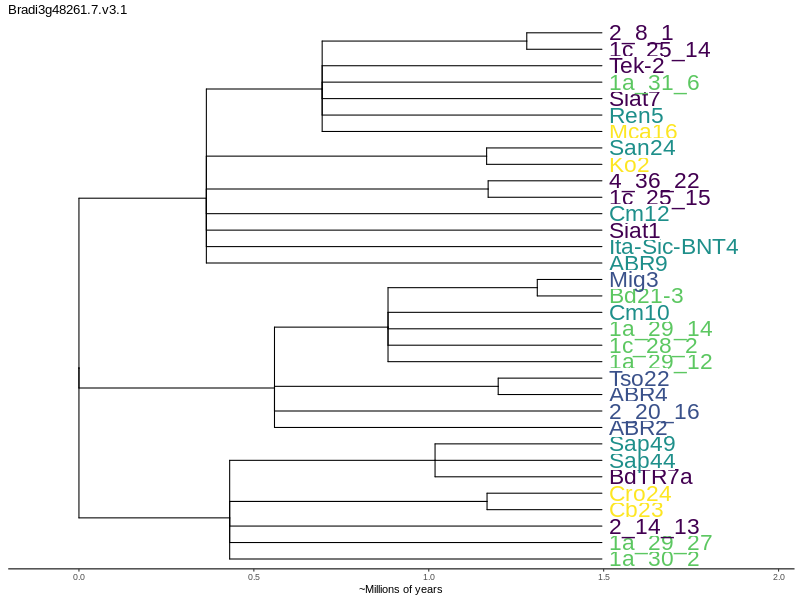 Bradi3g48261.7.v3.1
2_8_1
1c_25_14
Tek-2
1a_31_6
Siat7
Ren5
Mca16
San24
Ko2
4_36_22
1c_25_15
Cm12
Siat1
Ita-Sic-BNT4
ABR9
Mig3
Bd21-3
Cm10
1a_29_14
1c_28_2
1a_29_12
Tso22
ABR4
2_20_16
ABR2
Sap49
Sap44
BdTR7a
Cro24
Cb23
2_14_13
1a_29_27
1a_30_2
0.0 0.5 1.0 1.5 2.0
~Millions of years